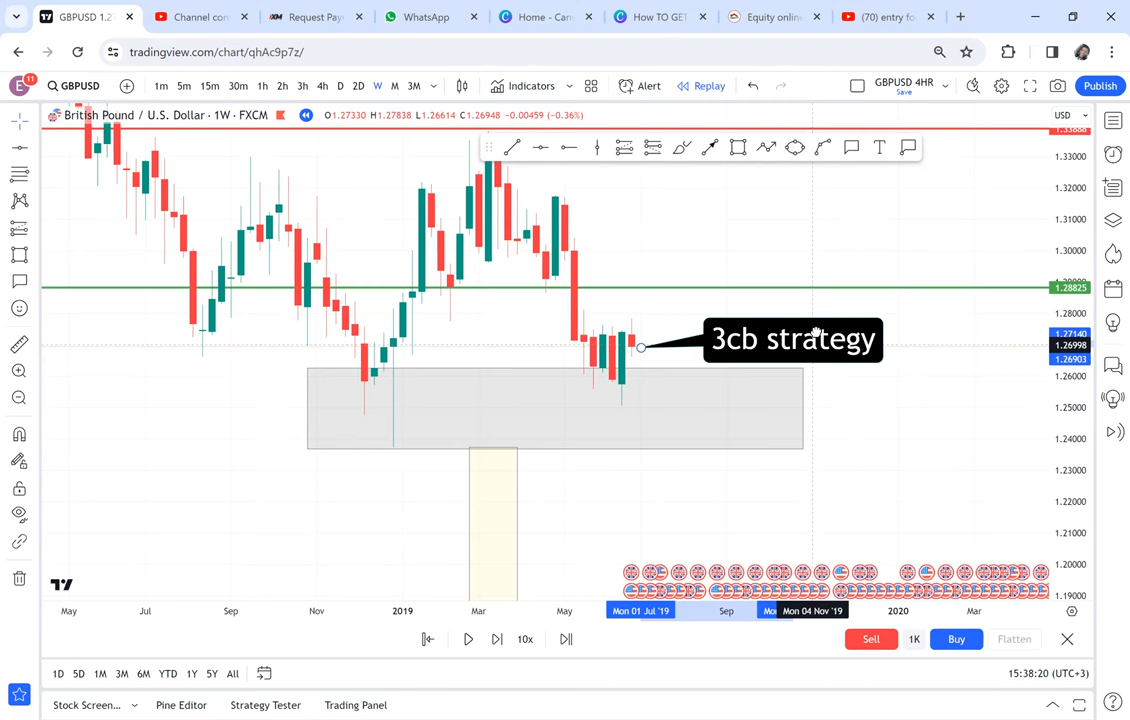 GBPUSD 1.27
Channel con
Request Pay
WhatsApp
Home - Can
How TO GET
Equity online
(70) entry fo
tradingview.com/chart/qhAc9p7z/
E 11 GBPUSD 1m 5m 15m 30m 1h 2h 3h 4h D 2D W M 3M Indicators Alert Replay GBPUSD 4HR Save Publish
British Pound / U.S. Dollar · 1W · FXCM O1.27330 H1.27838 L1.26614 C1.26948 −0.00459 (−0.36%) USD
1.33888
1.33000
1.32000
1.31000
1.30000
1.28825
1.28000
1.27140
3cb strategy
1.26998
1.26903
1.26000
1.25000
1.24000
1.23000
1.22000
1.21000
1.20000
1.19000
May Jul Sep Nov 2019 Mar May Mon 01 Jul '19 Sep Mo Mon 04 Nov '19 2020 Mar
10x Sell 1K Buy Flatten
1D 5D 1M 3M 6M YTD 1Y 5Y All 15:38:20 (UTC+3)
Stock Screen... Pine Editor Strategy Tester Trading Panel